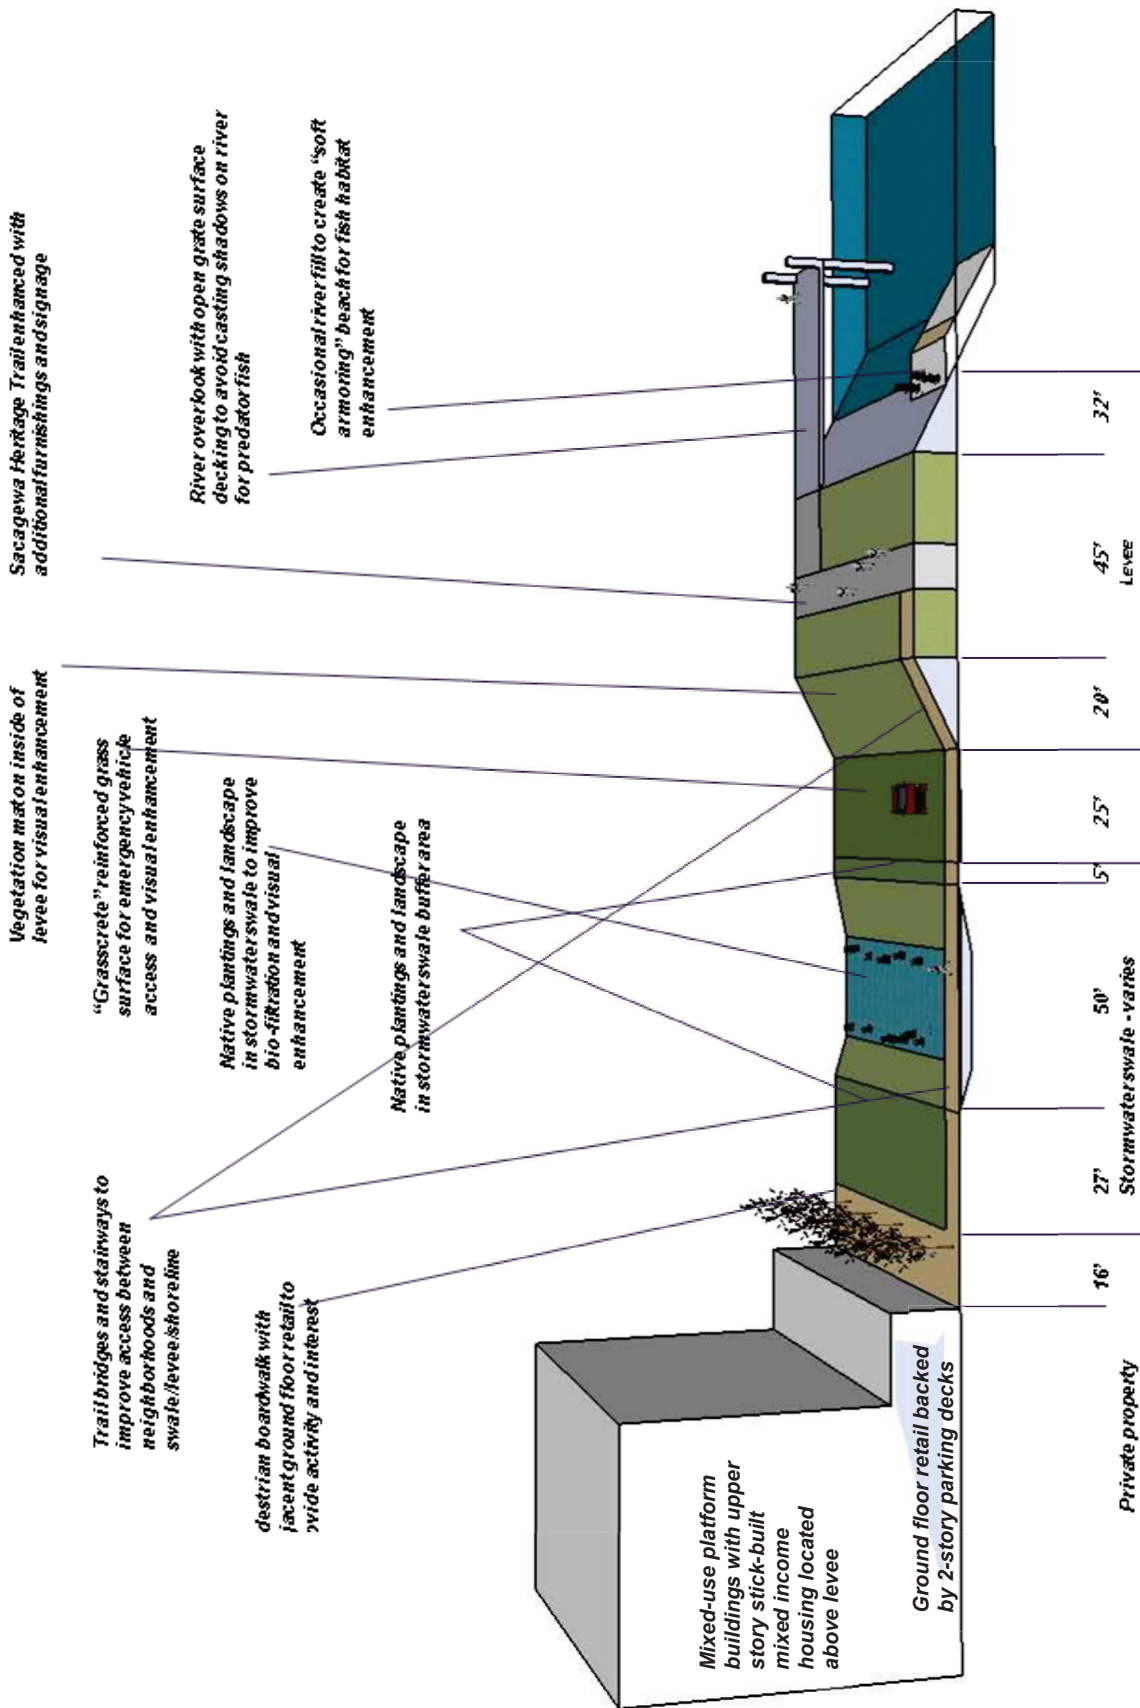 Sacagewa Heritage Trail enhanced with
additional furnishings and signage
River overlook with open grate surface
decking to avoid casting shadows on river
for predator fish
Occasional river fill to create “soft
armoring” beach for fish habitat
enhancement
Vegetation mat on inside of
levee for visual enhancement
“Grasscrete” reinforced grass
surface for emergency vehicle
access and visual enhancement
Native plantings and landscape
in stormwater swale to improve
bio-filtration and visual
enhancement
Native plantings and landscape
in stormwater swale buffer area
Trail bridges and stairways to
improve access between
neighborhoods and
swale/levee/shoreline
destrian boardwalk with
jacent ground floor retail to
ovide activity and interest
Mixed-use platform
buildings with upper
story stick-built
mixed income
housing located
above levee
Ground floor retail backed
by 2-story parking decks
16'
27'
50'
5'
25'
20'
45'
32'
Private property
Stormwater swale - varies
Levee